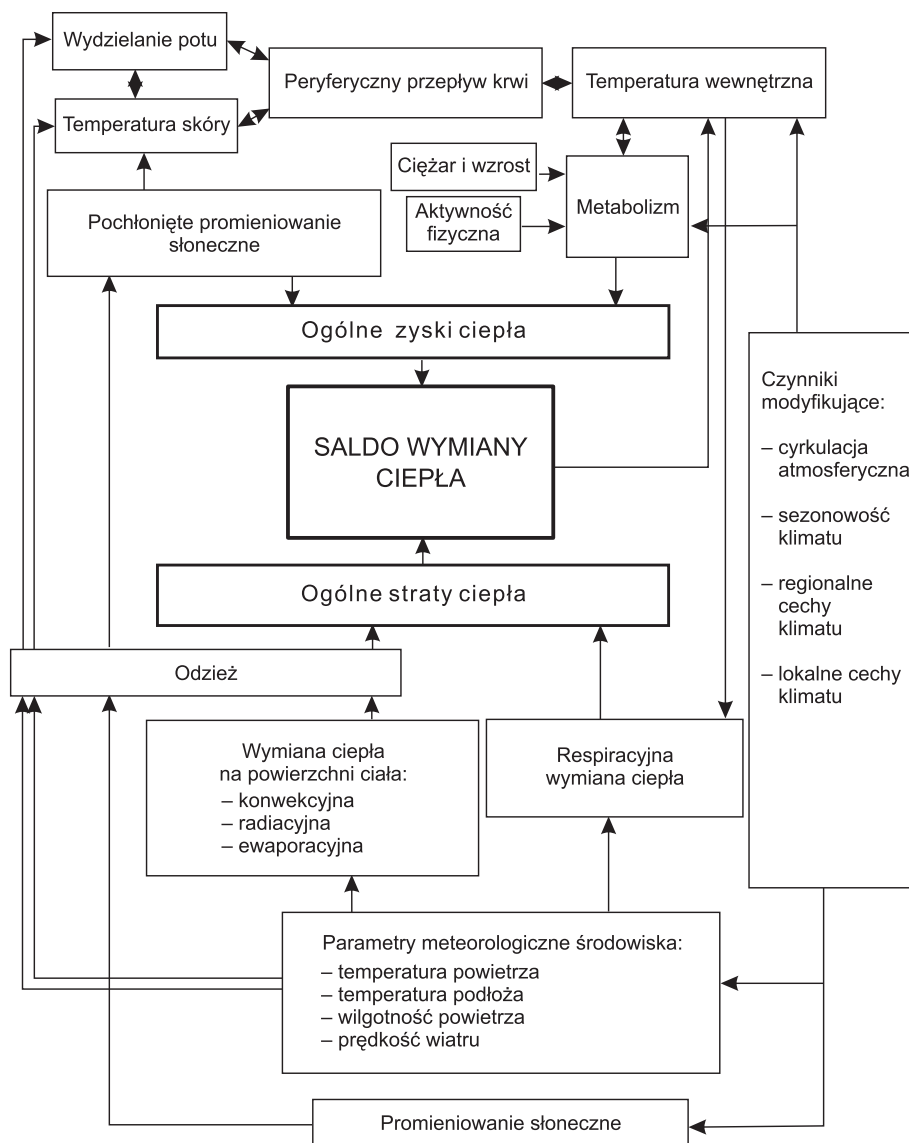 Wydzielanie potu
Peryferyczny przepływ krwi
Temperatura wewnętrzna
Temperatura skóry
Ciężar i wzrost
Metabolizm
Aktywność
fizyczna
Pochłonięte promieniowanie
słoneczne
Ogólne zyski ciepła
SALDO WYMIANY
CIEPŁA
Ogólne straty ciepła
Czynniki
modyfikujące:
– cyrkulacja
atmosferyczna
– sezonowość
klimatu
– regionalne
cechy
klimatu
– lokalne cechy
klimatu
Odzież
Wymiana ciepła
na powierzchni ciała:
– konwekcyjna
– radiacyjna
– ewaporacyjna
Respiracyjna
wymiana ciepła
Parametry meteorologiczne środowiska:
– temperatura powietrza
– temperatura podłoża
– wilgotność powietrza
– prędkość wiatru
Promieniowanie słoneczne